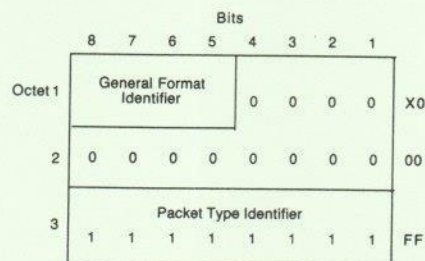 Bits
8 7 6 5 4 3 2 1
Octet 1 General Format Identifier 0 0 0 0 X0
2 0 0 0 0 0 0 0 0 00
Packet Type Identifier
3 1 1 1 1 1 1 1 1 FF